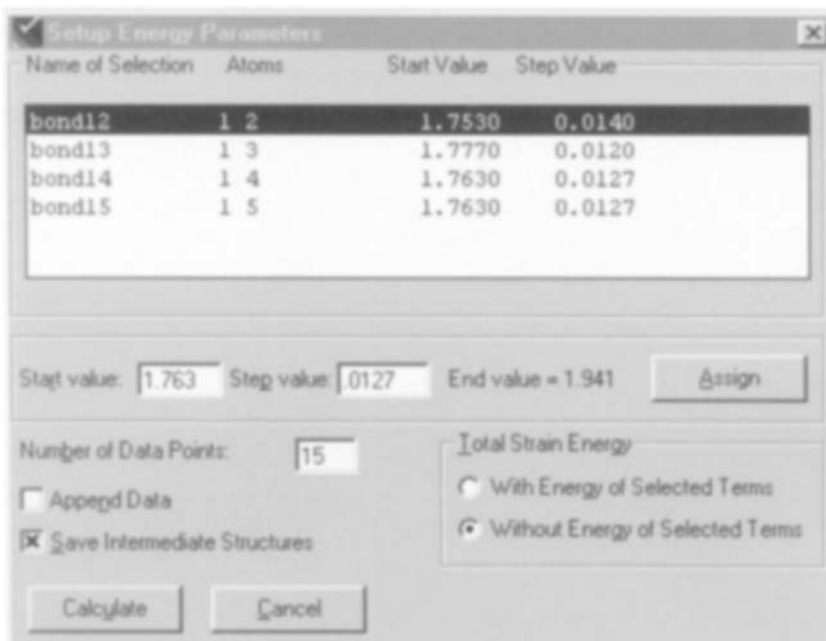 Setup Energy Parameters
Name of Selection Atoms Start Value Step Value
bond12 1 2 1.7530 0.0140
bond13 1 3 1.7770 0.0120
bond14 1 4 1.7630 0.0127
bond15 1 5 1.7630 0.0127
Start value: 1.763 Step value: .0127 End value = 1.941 Assign
Number of Data Points: 15
Append Data
Save Intermediate Structures
Total Strain Energy
With Energy of Selected Terms
Without Energy of Selected Terms
Calculate Cancel